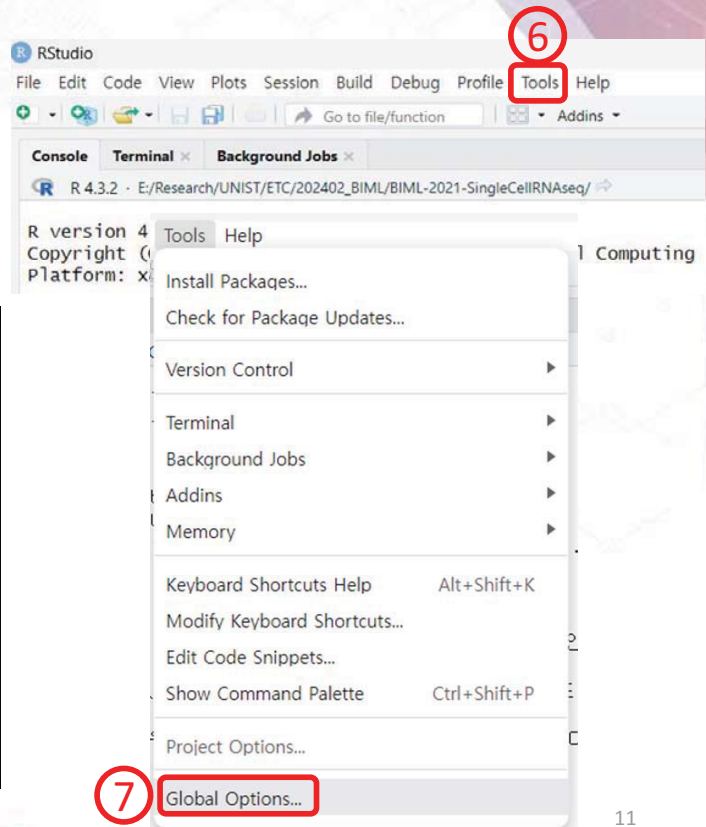 6
RStudio
File Edit Code View Plots Session Build Debug Profile Tools Help
Go to file/function Addins
Console Terminal Background Jobs
R 4.3.2 · E:/Research/UNIST/ETC/202402_BIML/BIML-2021-SingleCellRNAseq/
R version 4
Copyright ( l Computing
Platform: x
Tools Help
Install Packages...
Check for Package Updates...
Version Control
Terminal
Background Jobs
Addins
Memory
Keyboard Shortcuts Help Alt+Shift+K
Modify Keyboard Shortcuts...
Edit Code Snippets...
Show Command Palette Ctrl+Shift+P
Project Options...
7 Global Options...
11